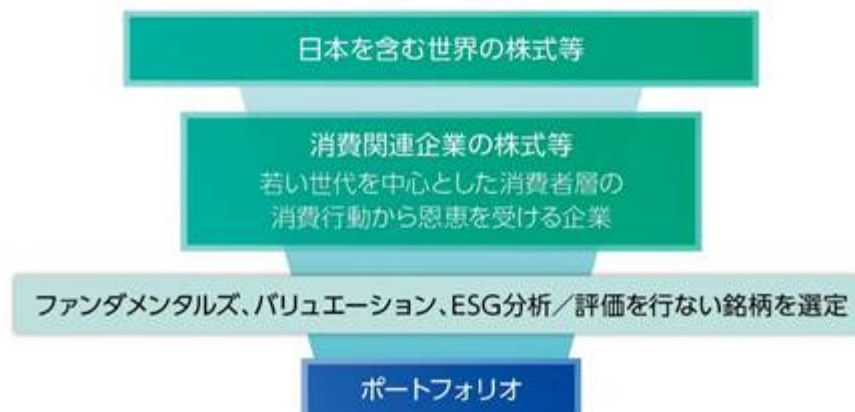 日本を含む世界の株式等
消費関連企業の株式等
若い世代を中心とした消費者層の
消費行動から恩恵を受ける企業
ファンダメンタルズ、バリュエーション、ESG分析／評価を行ない銘柄を選定
ポートフォリオ